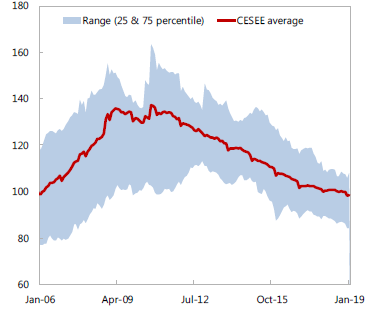 180
Range (25 & 75 percentile)
CESEE average
160
140
120
100
80
60
Jan-06
Apr-09
Jul-12
Oct-15
Jan-19